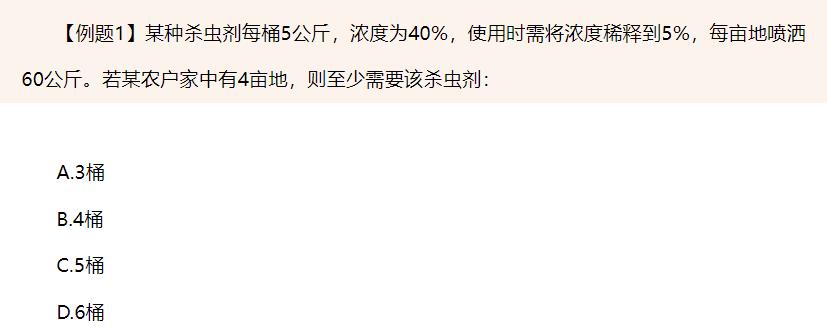 【例题1】某种杀虫剂每桶5公斤，浓度为40%，使用时需将浓度稀释到5%，每亩地喷洒
60公斤。若某农户家中有4亩地，则至少需要该杀虫剂：
A.3桶
B.4桶
C.5桶
D.6桶